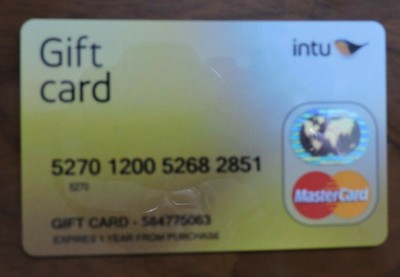 Gift
card
intu
5270 1200 5268 2851
5270
MasterCard
GIFT CARD - 584775063
EXPIRES 1 YEAR FROM PURCHASE